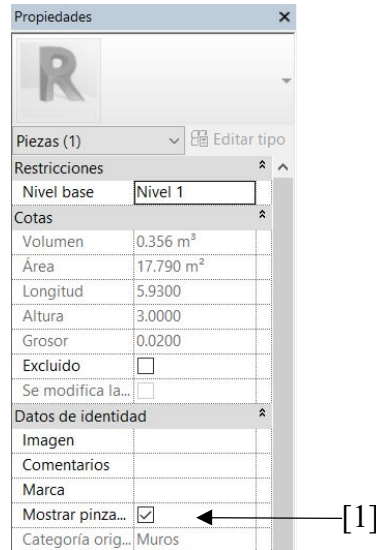 Propiedades
Piezas (1) Editar tipo
Restricciones
Nivel base Nivel 1
Cotas
Volumen 0.356 m³
Área 17.790 m²
Longitud 5.9300
Altura 3.0000
Grosor 0.0200
Excluido
Se modifica la...
Datos de identidad
Imagen
Comentarios
Marca
Mostrar pinza... [1]
Categoría orig... Muros